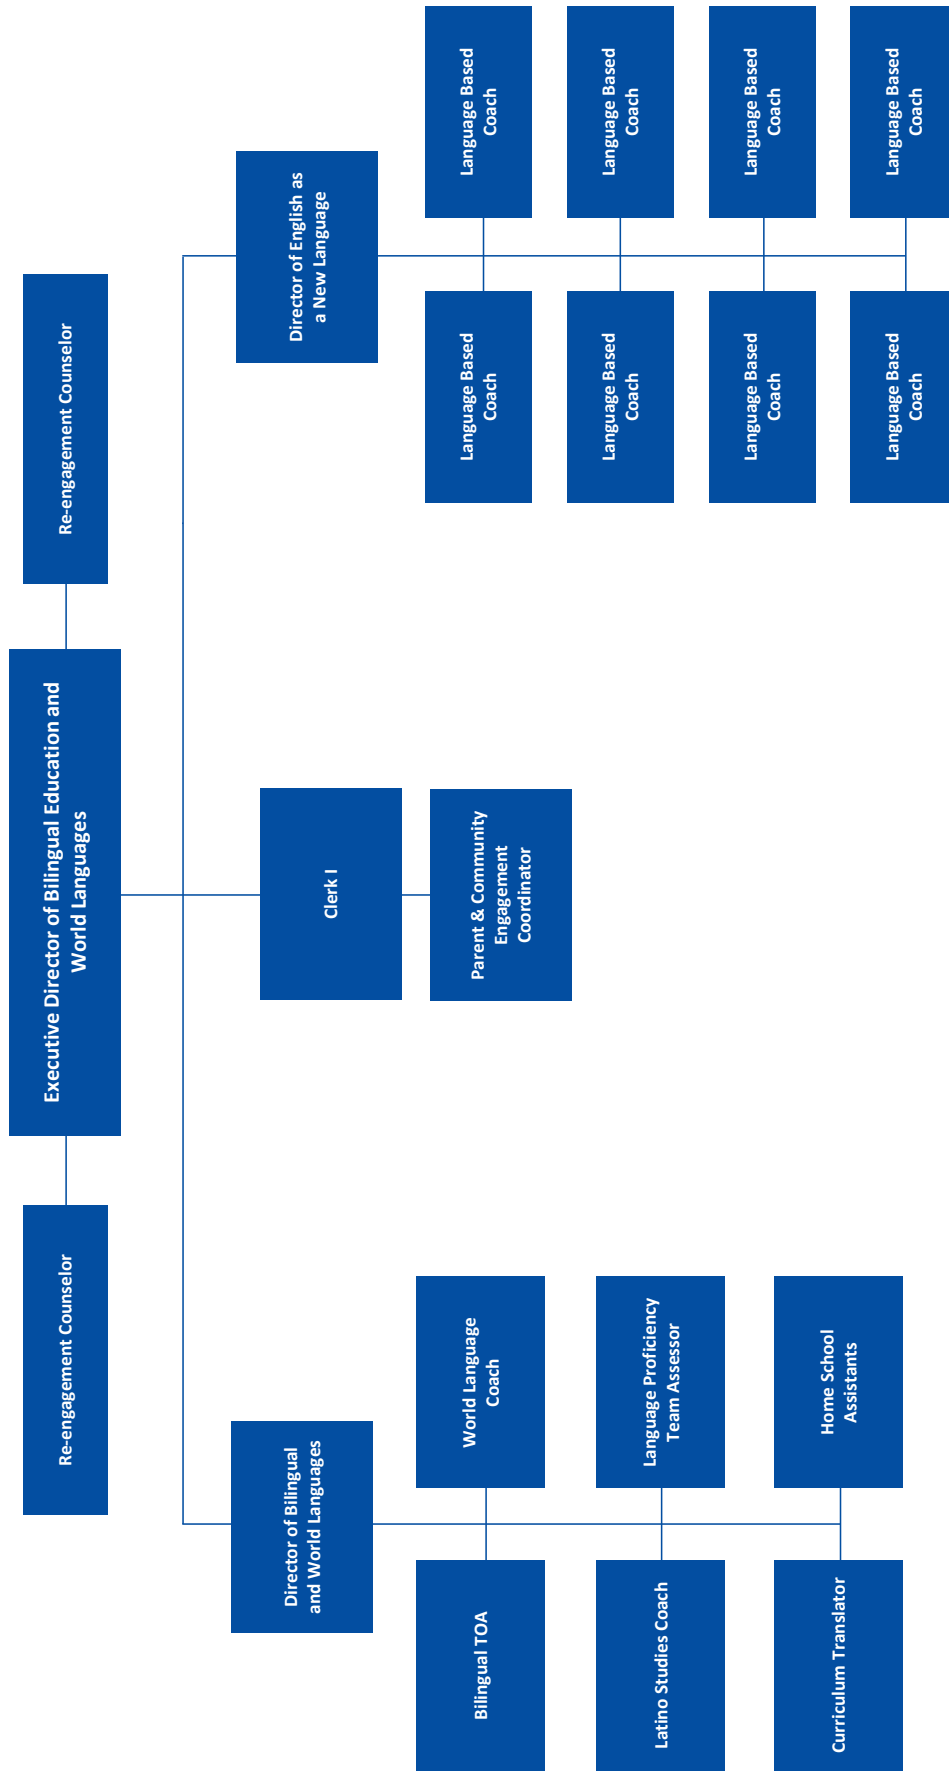 Re-engagement Counselor
Executive Director of Bilingual Education and
World Languages
Re-engagement Counselor
Director of Bilingual
and World Languages
Clerk I
Director of English as
a New Language
Parent & Community
Engagement
Coordinator
Bilingual TOA
World Language
Coach
Latino Studies Coach
Language Proficiency
Team Assessor
Curriculum Translator
Home School
Assistants
Language Based
Coach
Language Based
Coach
Language Based
Coach
Language Based
Coach
Language Based
Coach
Language Based
Coach
Language Based
Coach
Language Based
Coach